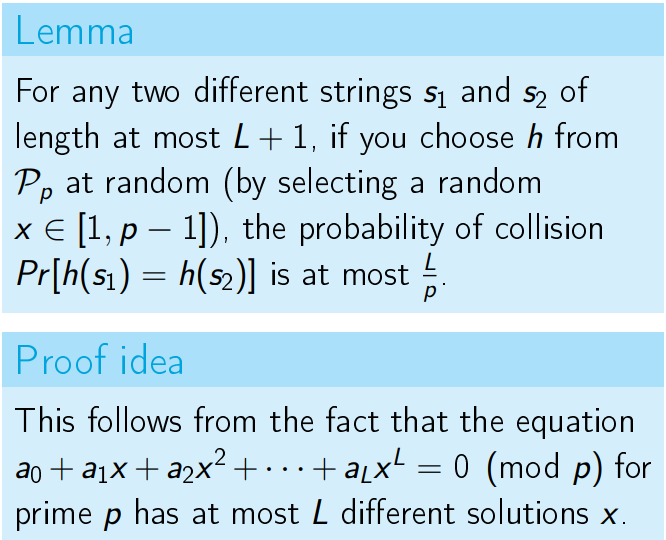 Lemma
For any two different strings s₁ and s₂ of
length at most L + 1, if you choose h from
𝒫ₚ at random (by selecting a random
x ∈ [1, p − 1]), the probability of collision
Pr[h(s₁) = h(s₂)] is at most L/p.
Proof idea
This follows from the fact that the equation
a₀ + a₁x + a₂x² + · · · + a_L x^L = 0 (mod p) for
prime p has at most L different solutions x.